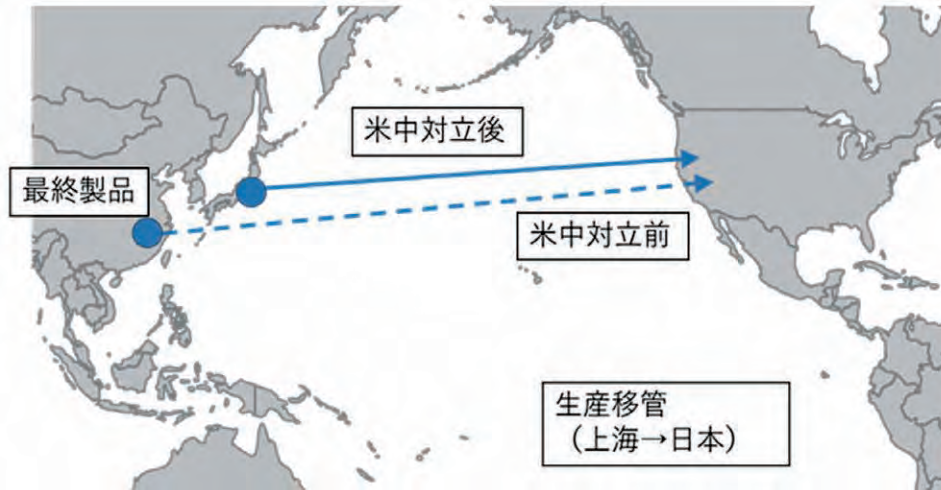 米中対立後
最終製品
米中対立前
生産移管
（上海→日本）